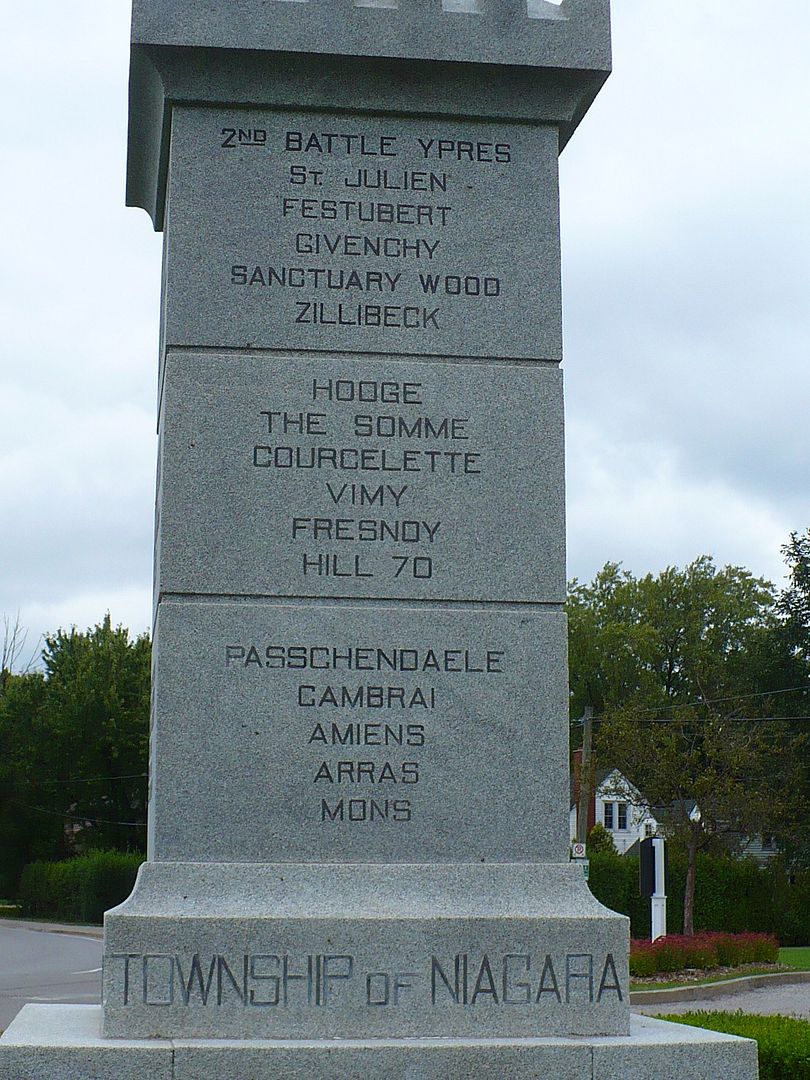 2ND BATTLE YPRES
ST. JULIEN
FESTUBERT
GIVENCHY
SANCTUARY WOOD
ZILLIBECK
HOOGE
THE SOMME
COURCELETTE
VIMY
FRESNOY
HILL 70
PASSCHENDAELE
CAMBRAI
AMIENS
ARRAS
MONS
TOWNSHIP OF NIAGARA